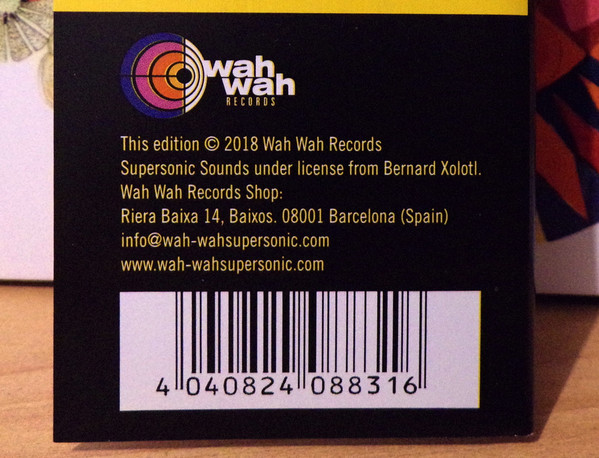 wah
wah
RECORDS
This edition © 2018 Wah Wah Records
Supersonic Sounds under license from Bernard Xolotl.
Wah Wah Records Shop:
Riera Baixa 14, Baixos. 08001 Barcelona (Spain)
info@wah-wahsupersonic.com
www.wah-wahsupersonic.com
4 040824 088316